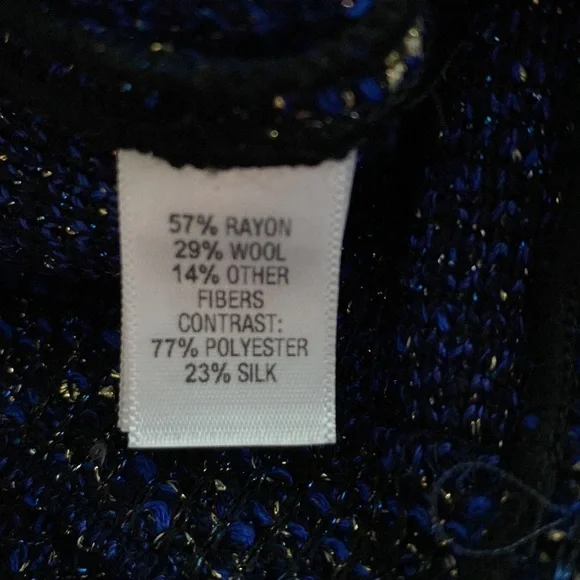 57% RAYON
29% WOOL
14% OTHER
FIBERS
CONTRAST:
77% POLYESTER
23% SILK